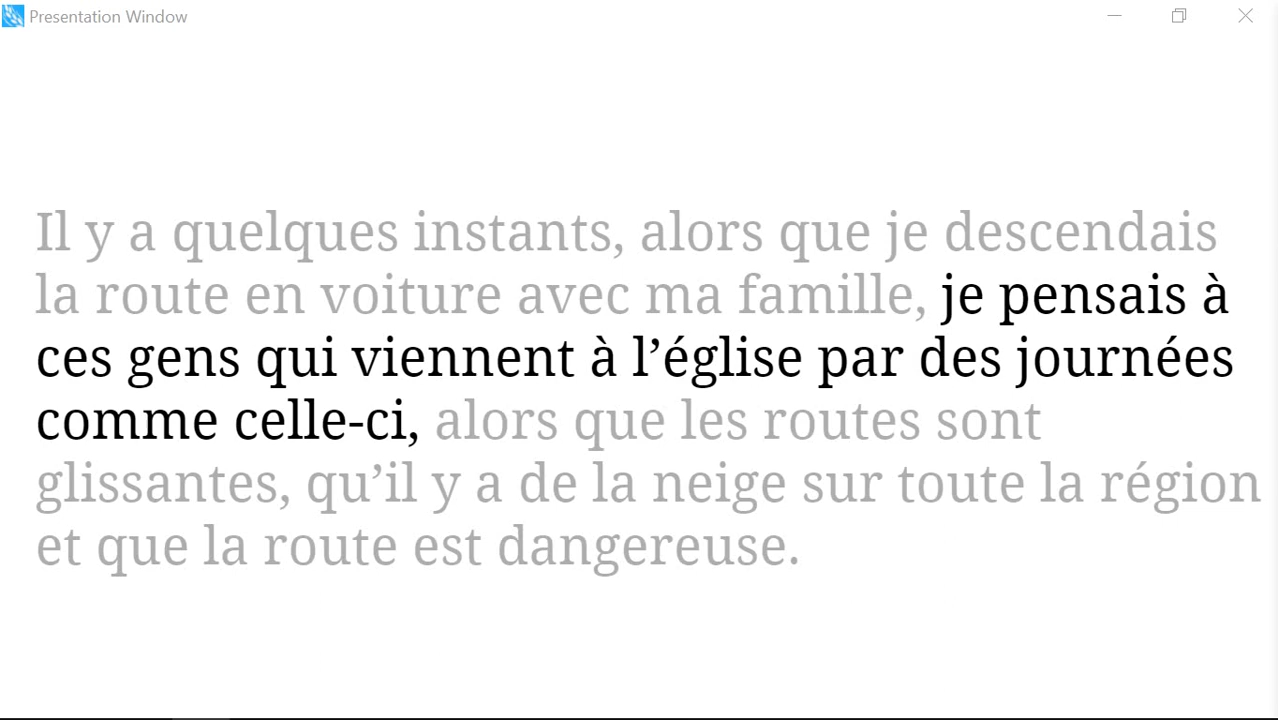 Presentation Window
Il y a quelques instants, alors que je descendais
la route en voiture avec ma famille, je pensais à
ces gens qui viennent à l’église par des journées
comme celle-ci, alors que les routes sont
glissantes, qu’il y a de la neige sur toute la région
et que la route est dangereuse.